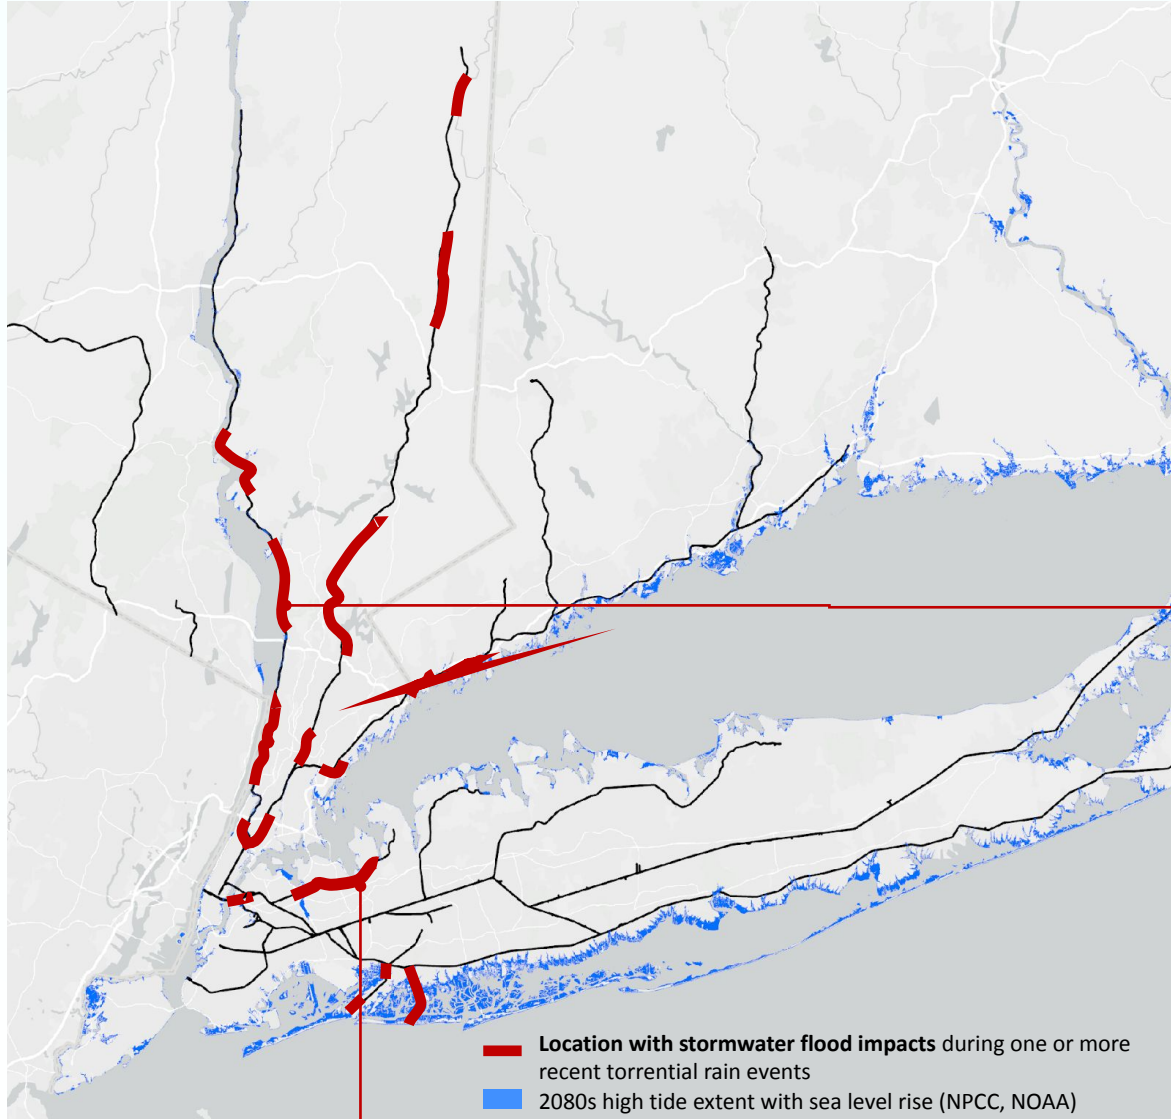 Location with stormwater flood impacts during one or more
recent torrential rain events
2080s high tide extent with sea level rise (NPCC, NOAA)